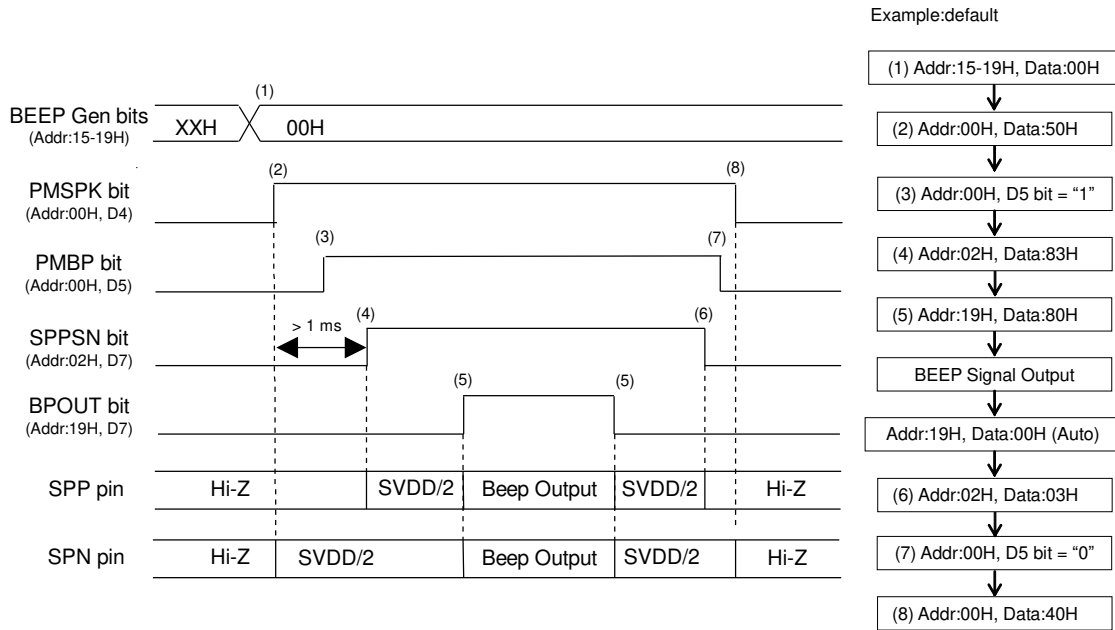 Example:default
(1) Addr:15-19H, Data:00H
(1)
BEEP Gen bits
(Addr:15-19H)
XXH
00H
(2) Addr:00H, Data:50H
(2)
(8)
PMSPK bit
(Addr:00H, D4)
(3) Addr:00H, D5 bit = “1”
(3)
(7)
PMBP bit
(Addr:00H, D5)
(4) Addr:02H, Data:83H
> 1 ms
(4)
(6)
SPPSN bit
(Addr:02H, D7)
(5) Addr:19H, Data:80H
(5)
(5)
BEEP Signal Output
BPOUT bit
(Addr:19H, D7)
Addr:19H, Data:00H (Auto)
SPP pin
Hi-Z
SVDD/2
Beep Output
SVDD/2
Hi-Z
(6) Addr:02H, Data:03H
SPN pin
Hi-Z
SVDD/2
Beep Output
SVDD/2
Hi-Z
(7) Addr:00H, D5 bit = “0”
(8) Addr:00H, Data:40H